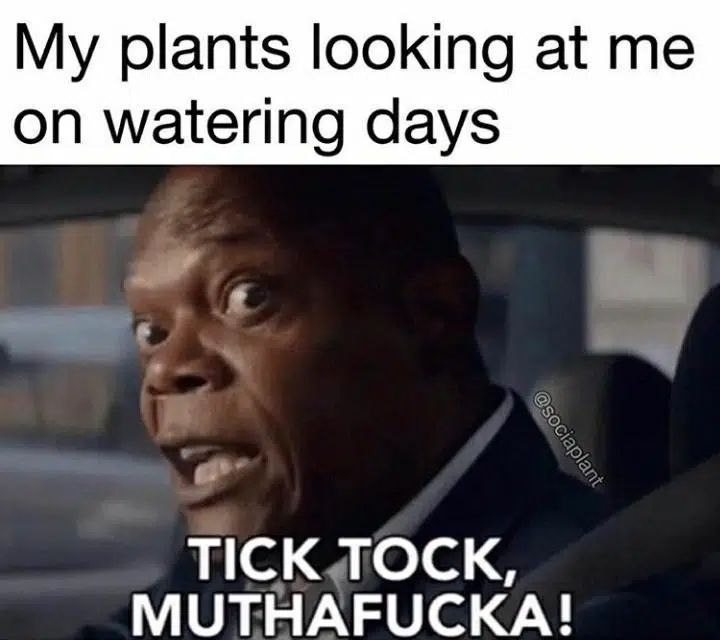 My plants looking at me
on watering days
@sociaplant
TICK TOCK,
MUTHAFUCKA!